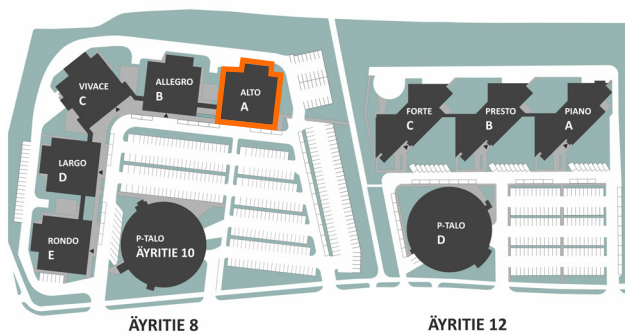 VIVACE
C
ALLEGRO
B
ALTO
A
LARGO
D
RONDO
E
P-TALO
ÄYRITIE 10
FORTE
C
PRESTO
B
PIANO
A
P-TALO
D
ÄYRITIE 8
ÄYRITIE 12